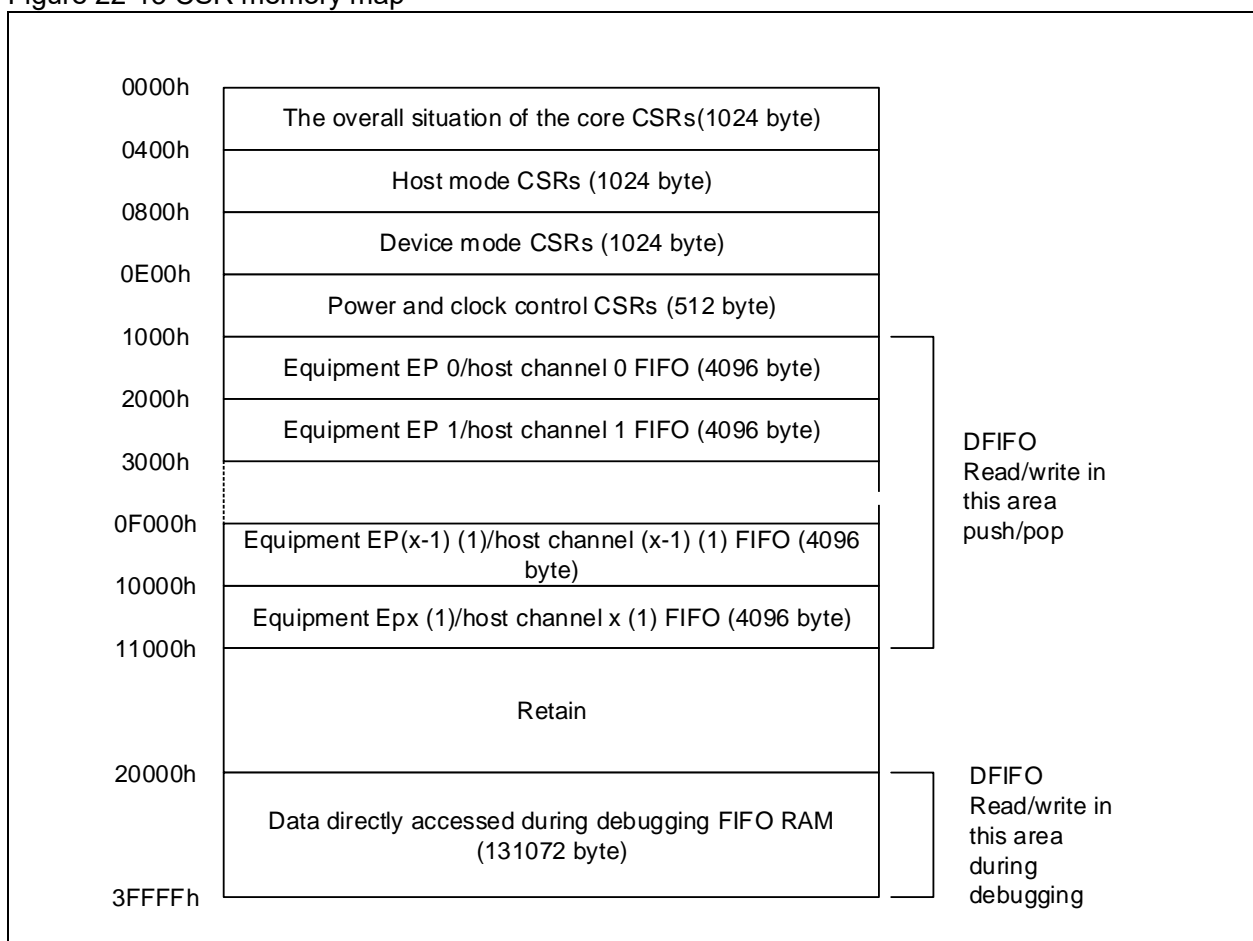 Figure 22-13 CSR memory map
0000h
The overall situation of the core CSRs(1024 byte)
0400h
Host mode CSRs (1024 byte)
0800h
Device mode CSRs (1024 byte)
0E00h
Power and clock control CSRs (512 byte)
1000h
Equipment EP 0/host channel 0 FIFO (4096 byte)
2000h
Equipment EP 1/host channel 1 FIFO (4096 byte)
3000h
DFIFO
Read/write in
this area
push/pop
0F000h
Equipment EP(x-1) (1)/host channel (x-1) (1) FIFO (4096
byte)
10000h
Equipment Epx (1)/host channel x (1) FIFO (4096 byte)
11000h
Retain
20000h
Data directly accessed during debugging FIFO RAM
(131072 byte)
3FFFFh
DFIFO
Read/write in
this area
during
debugging